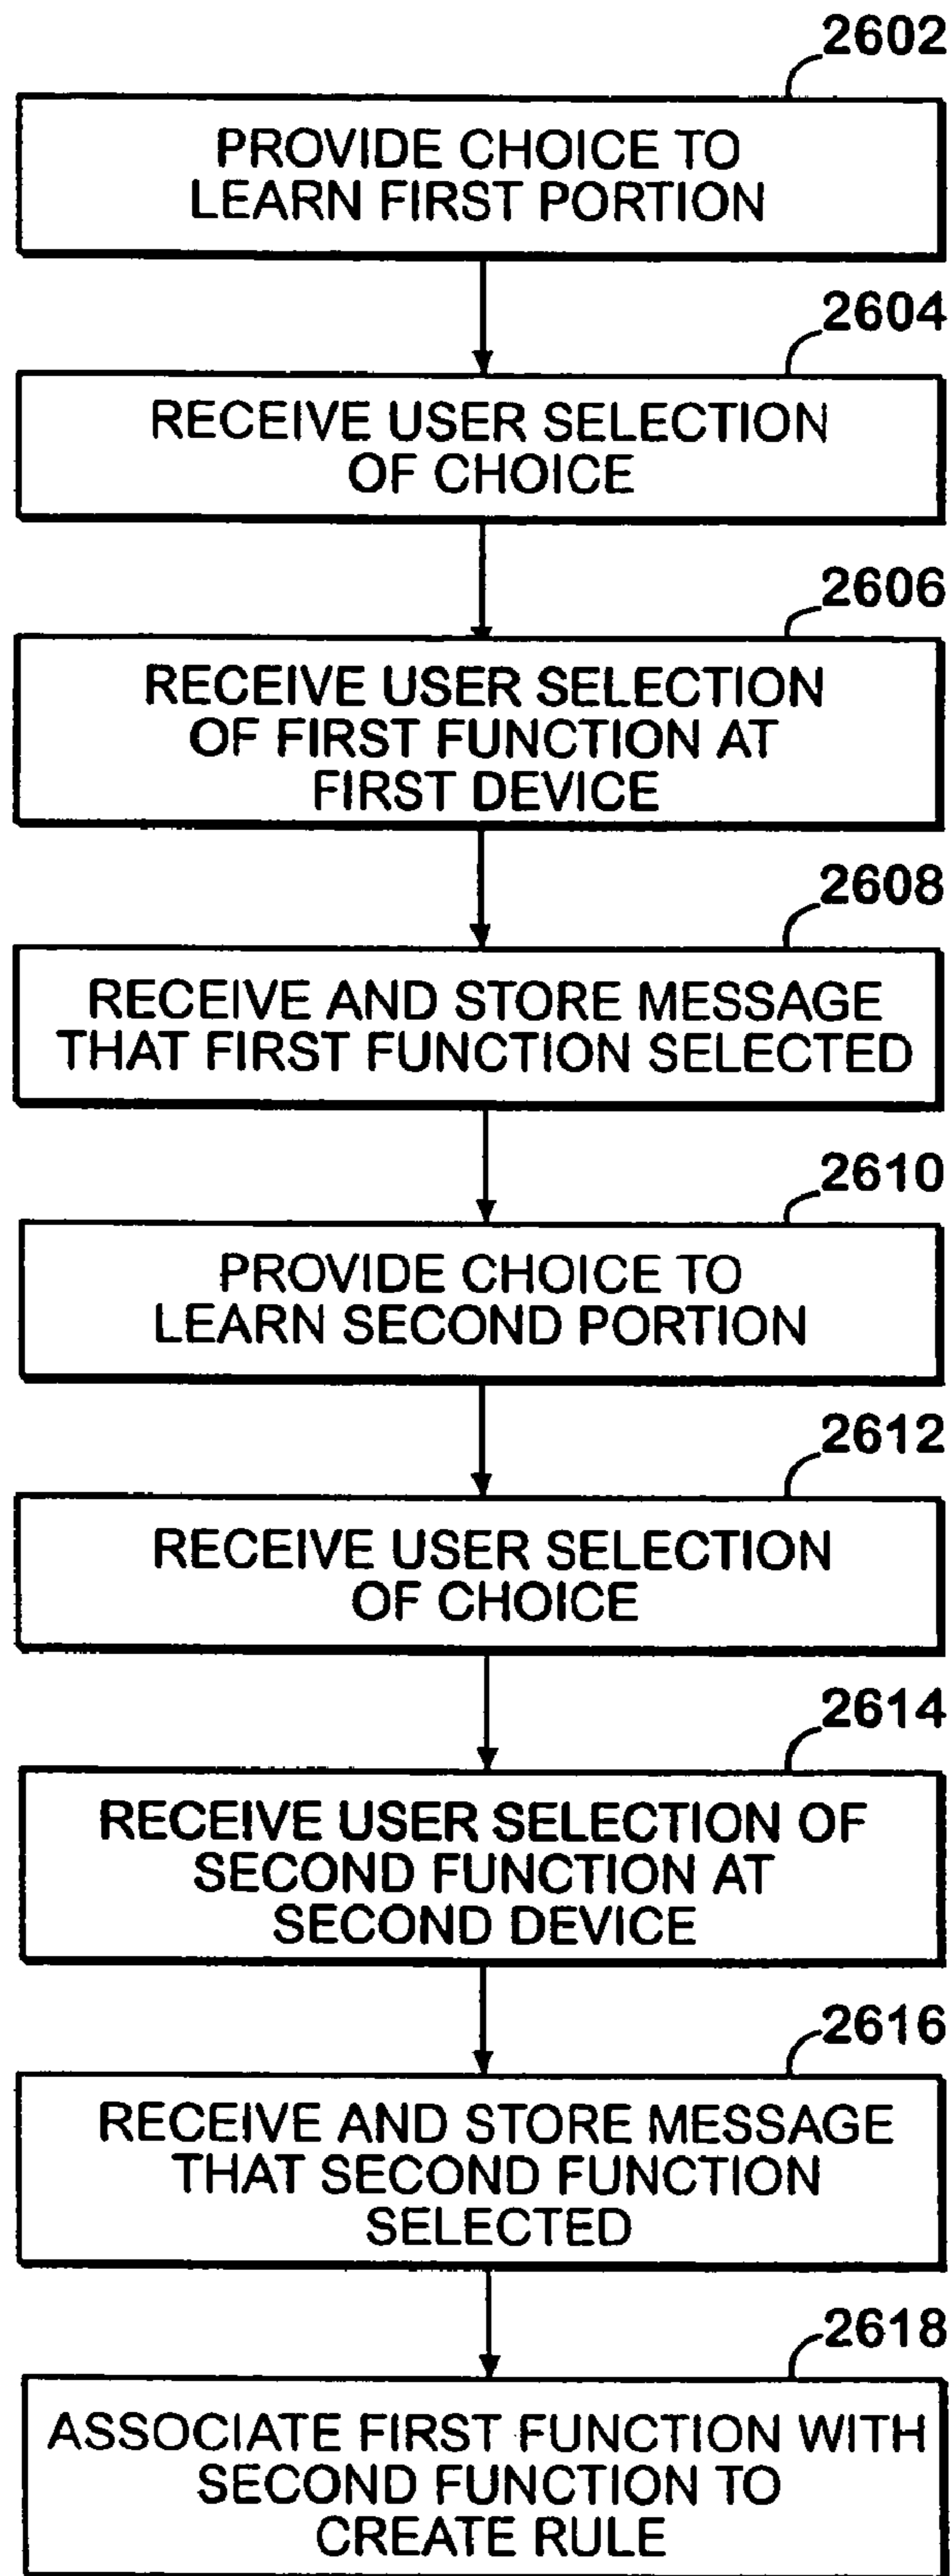 2602
PROVIDE CHOICE TO
LEARN FIRST PORTION
2604
RECEIVE USER SELECTION
OF CHOICE
2606
RECEIVE USER SELECTION
OF FIRST FUNCTION AT
FIRST DEVICE
2608
RECEIVE AND STORE MESSAGE
THAT FIRST FUNCTION SELECTED
2610
PROVIDE CHOICE TO
LEARN SECOND PORTION
2612
RECEIVE USER SELECTION
OF CHOICE
2614
RECEIVE USER SELECTION OF
SECOND FUNCTION AT
SECOND DEVICE
2616
RECEIVE AND STORE MESSAGE
THAT SECOND FUNCTION
SELECTED
2618
ASSOCIATE FIRST FUNCTION WITH
SECOND FUNCTION TO
CREATE RULE